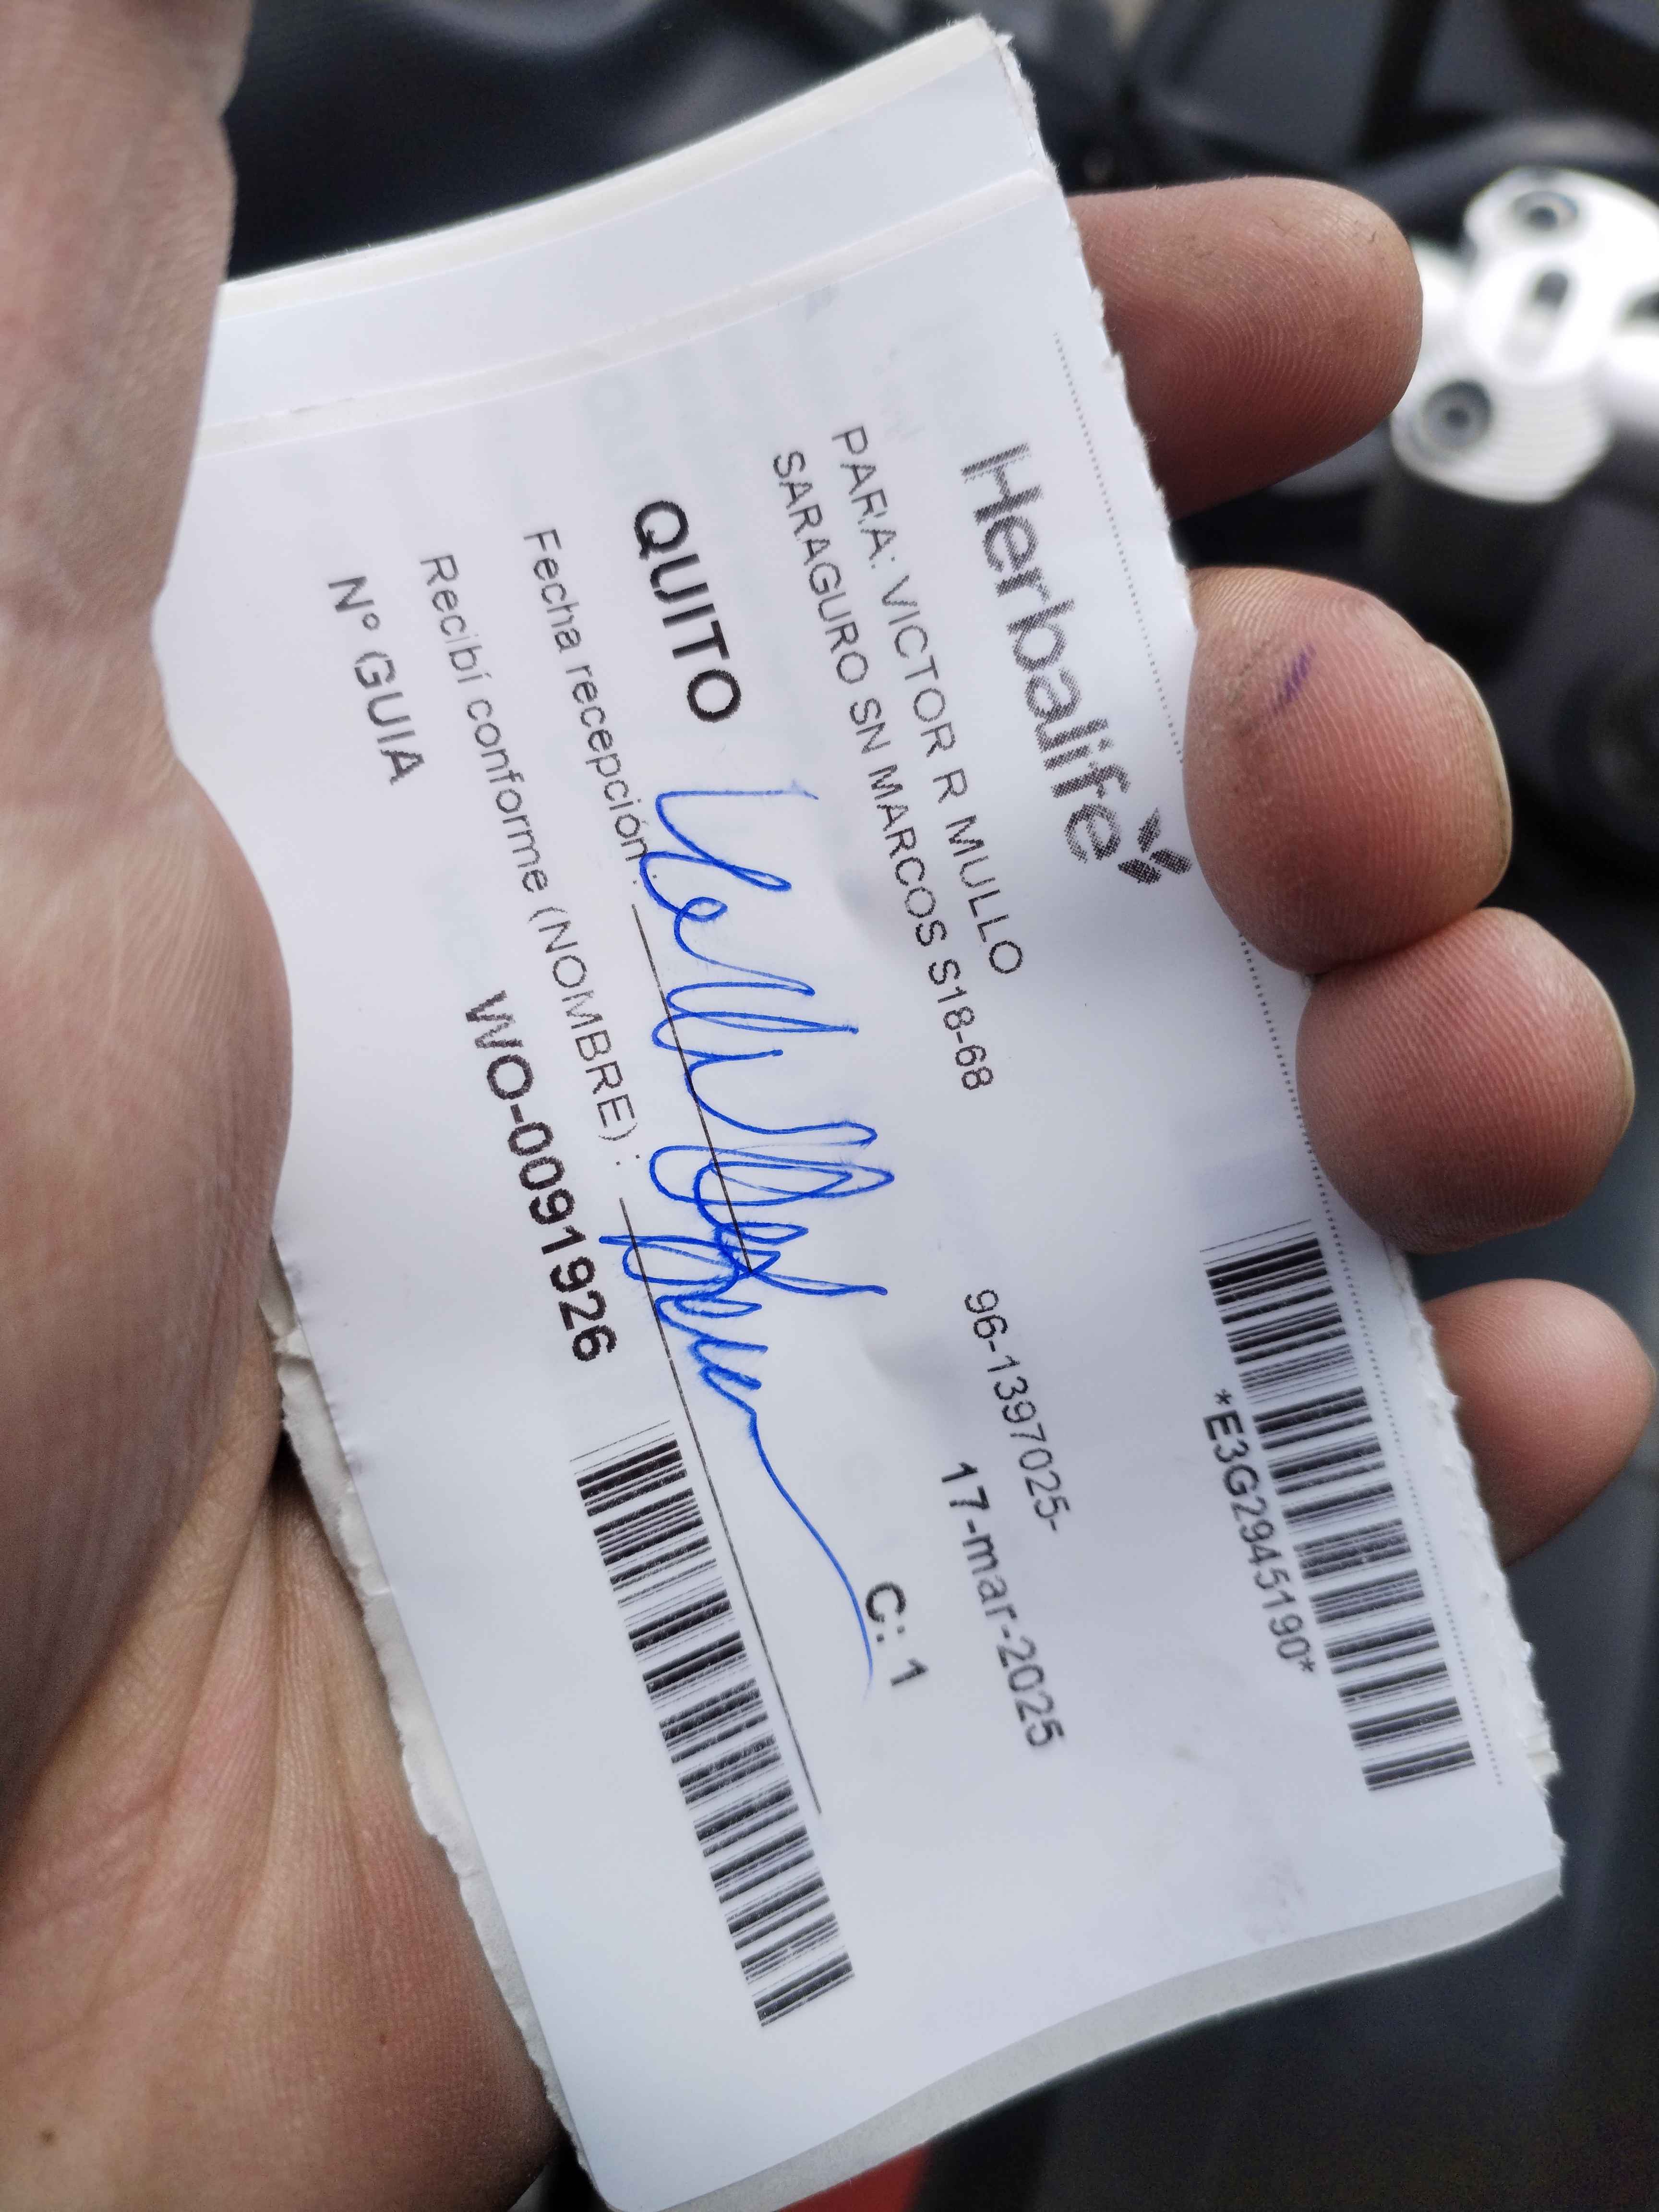 Herbalife
*E3G2945190*
PARA: VICTOR R MULLO
96-1397025-
SARAGURO SN MARCOS S18-68
17-mar-2025
QUITO
C: 1
Fecha recepción:
Recibí conforme (NOMBRE) :
Nº GUIA
WO-0091926